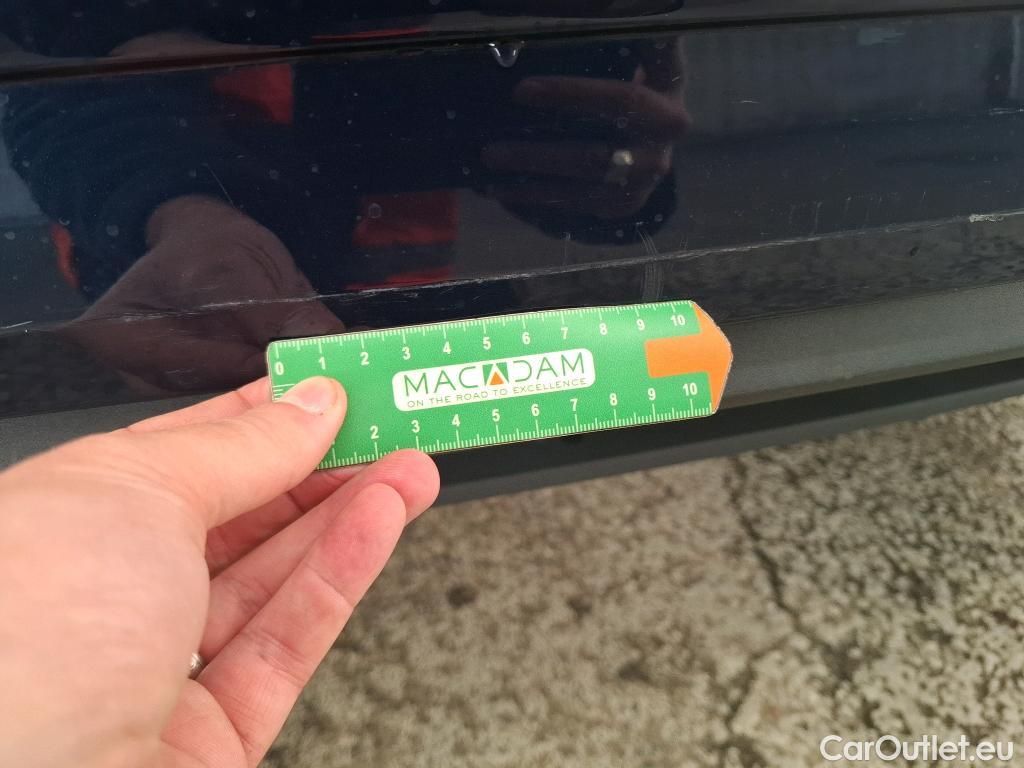 0 1 2 3 4 5 6 7 8 9 10
MACADAM
ON THE ROAD TO EXCELLENCE
2 3 4 5 6 7 8 9 10
CarOutlet.eu